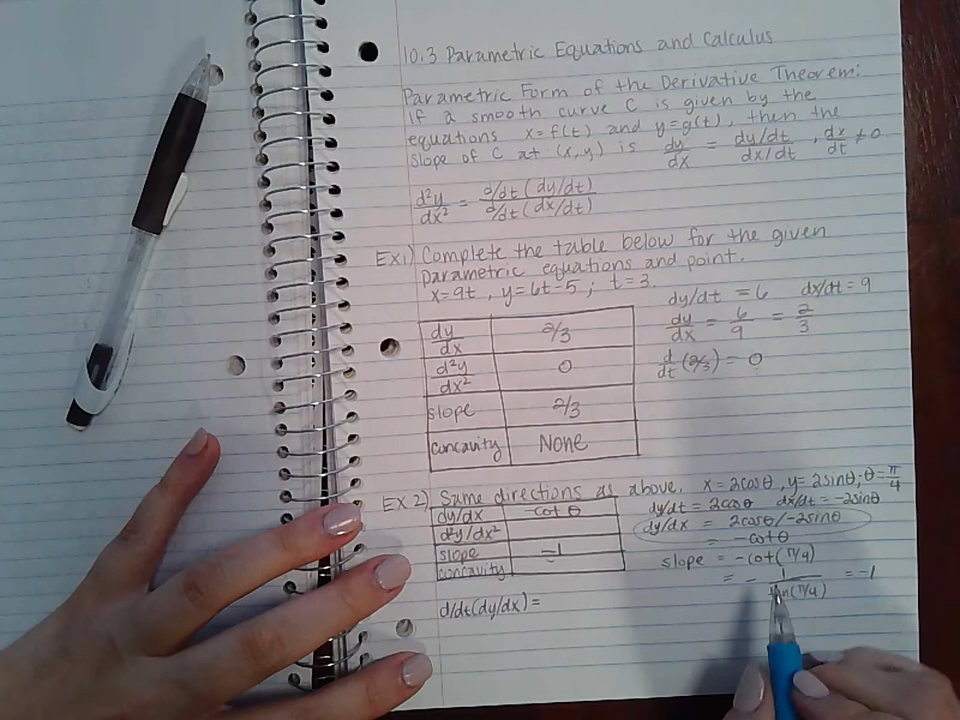 10.3 Parametric Equations and Calculus
Parametric Form of the Derivative Theorem:
If a smooth curve C is given by the
equations x=f(t) and y=g(t), then the
slope of C at (x,y) is dy/dx = dy/dt / dx/dt , dx/dt ≠ 0
d²y/dx² = d/dt (dy/dt) / d/dt (dx/dt)
Ex1) Complete the table below for the given
parametric equations and point.
x=9t, y=6t-5; t=3.
dy/dt = 6 dx/dt = 9
dy/dx = 6/9 = 2/3
d/dt (2/3) = 0
dy/dx 2/3
d²y/dx² 0
slope 2/3
concavity None
EX 2) Same directions as above. x=2cosθ, y=2sinθ; θ=π/4
dy/dt = 2cosθ dx/dt = -2sinθ
dy/dx = 2cosθ/-2sinθ
= -cotθ
slope = -cot(π/4)
= - 1/tan(π/4) = -1
dy/dx -cot θ
d²y/dx²
slope -1
concavity
d/dt(dy/dx)=